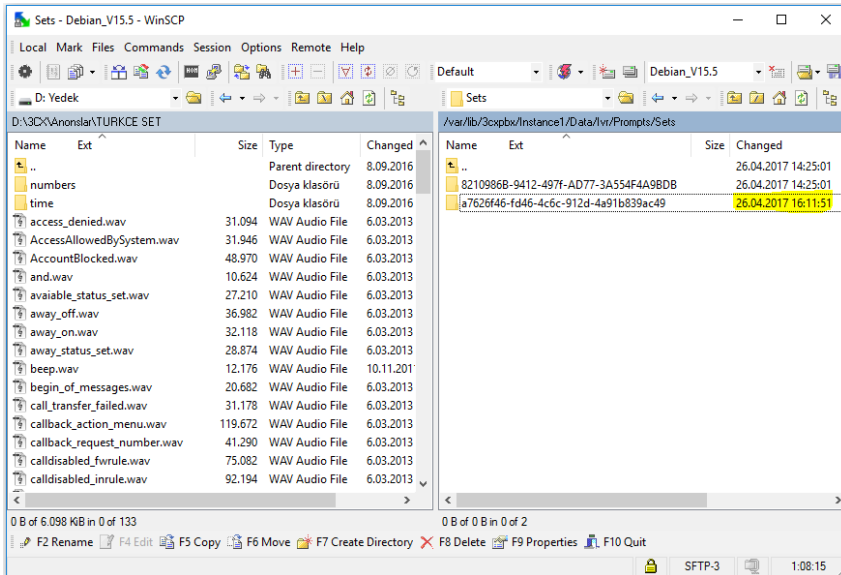 Sets - Debian_V15.5 - WinSCP
Local Mark Files Commands Session Options Remote Help
Default Debian_V15.5
D: Yedek Sets
D:\3CX\Anonslar\TURKCE SET /var/lib/3cxpbx/Instance1/Data/Ivr/Prompts/Sets
Name Ext Size Type Changed Name Ext Size Changed
.. Parent directory 8.09.2016 .. 26.04.2017 14:25:01
numbers Dosya klasörü 8.09.2016 8210986B-9412-497f-AD77-3A554F4A9BDB 26.04.2017 14:25:01
time Dosya klasörü 8.09.2016 a7626f46-fd46-4c6c-912d-4a91b839ac49 26.04.2017 16:11:51
access_denied.wav 31.094 WAV Audio File 6.03.2013
AccessAllowedBySystem.wav 31.946 WAV Audio File 6.03.2013
AccountBlocked.wav 48.970 WAV Audio File 6.03.2013
and.wav 10.624 WAV Audio File 6.03.2013
avaiable_status_set.wav 27.210 WAV Audio File 6.03.2013
away_off.wav 36.982 WAV Audio File 6.03.2013
away_on.wav 32.118 WAV Audio File 6.03.2013
away_status_set.wav 28.874 WAV Audio File 6.03.2013
beep.wav 12.176 WAV Audio File 10.11.201
begin_of_messages.wav 20.682 WAV Audio File 6.03.2013
call_transfer_failed.wav 31.178 WAV Audio File 6.03.2013
callback_action_menu.wav 119.672 WAV Audio File 6.03.2013
callback_request_number.wav 41.290 WAV Audio File 6.03.2013
calldisabled_fwrule.wav 75.082 WAV Audio File 6.03.2013
calldisabled_inrule.wav 92.194 WAV Audio File 6.03.2013
0 B of 6.098 KiB in 0 of 133 0 B of 0 B in 0 of 2
F2 Rename F4 Edit F5 Copy F6 Move F7 Create Directory F8 Delete F9 Properties F10 Quit
SFTP-3 1:08:15